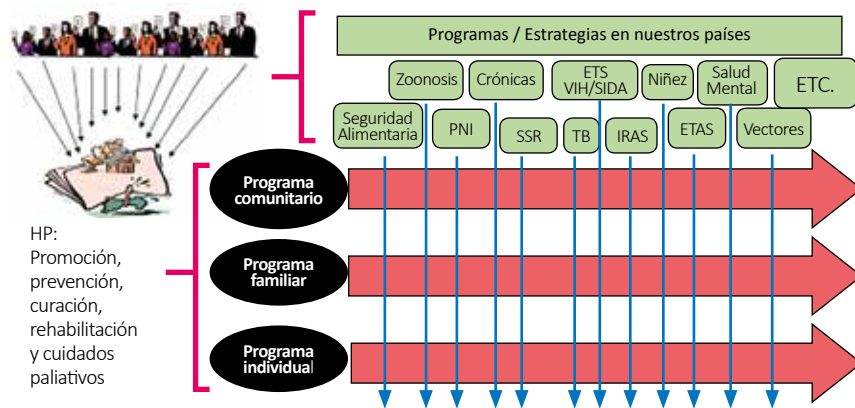 Programas / Estrategias en nuestros países
Zoonosis
Crónicas
ETS
VIH/SIDA
Niñez
Salud
Mental
ETC.
Seguridad
Alimentaria
PNI
SSR
TB
IRAS
ETAS
Vectores
Programa
comunitario
HP:
Promoción,
prevención,
curación,
rehabilitación
y cuidados
paliativos
Programa
familiar
Programa
individual